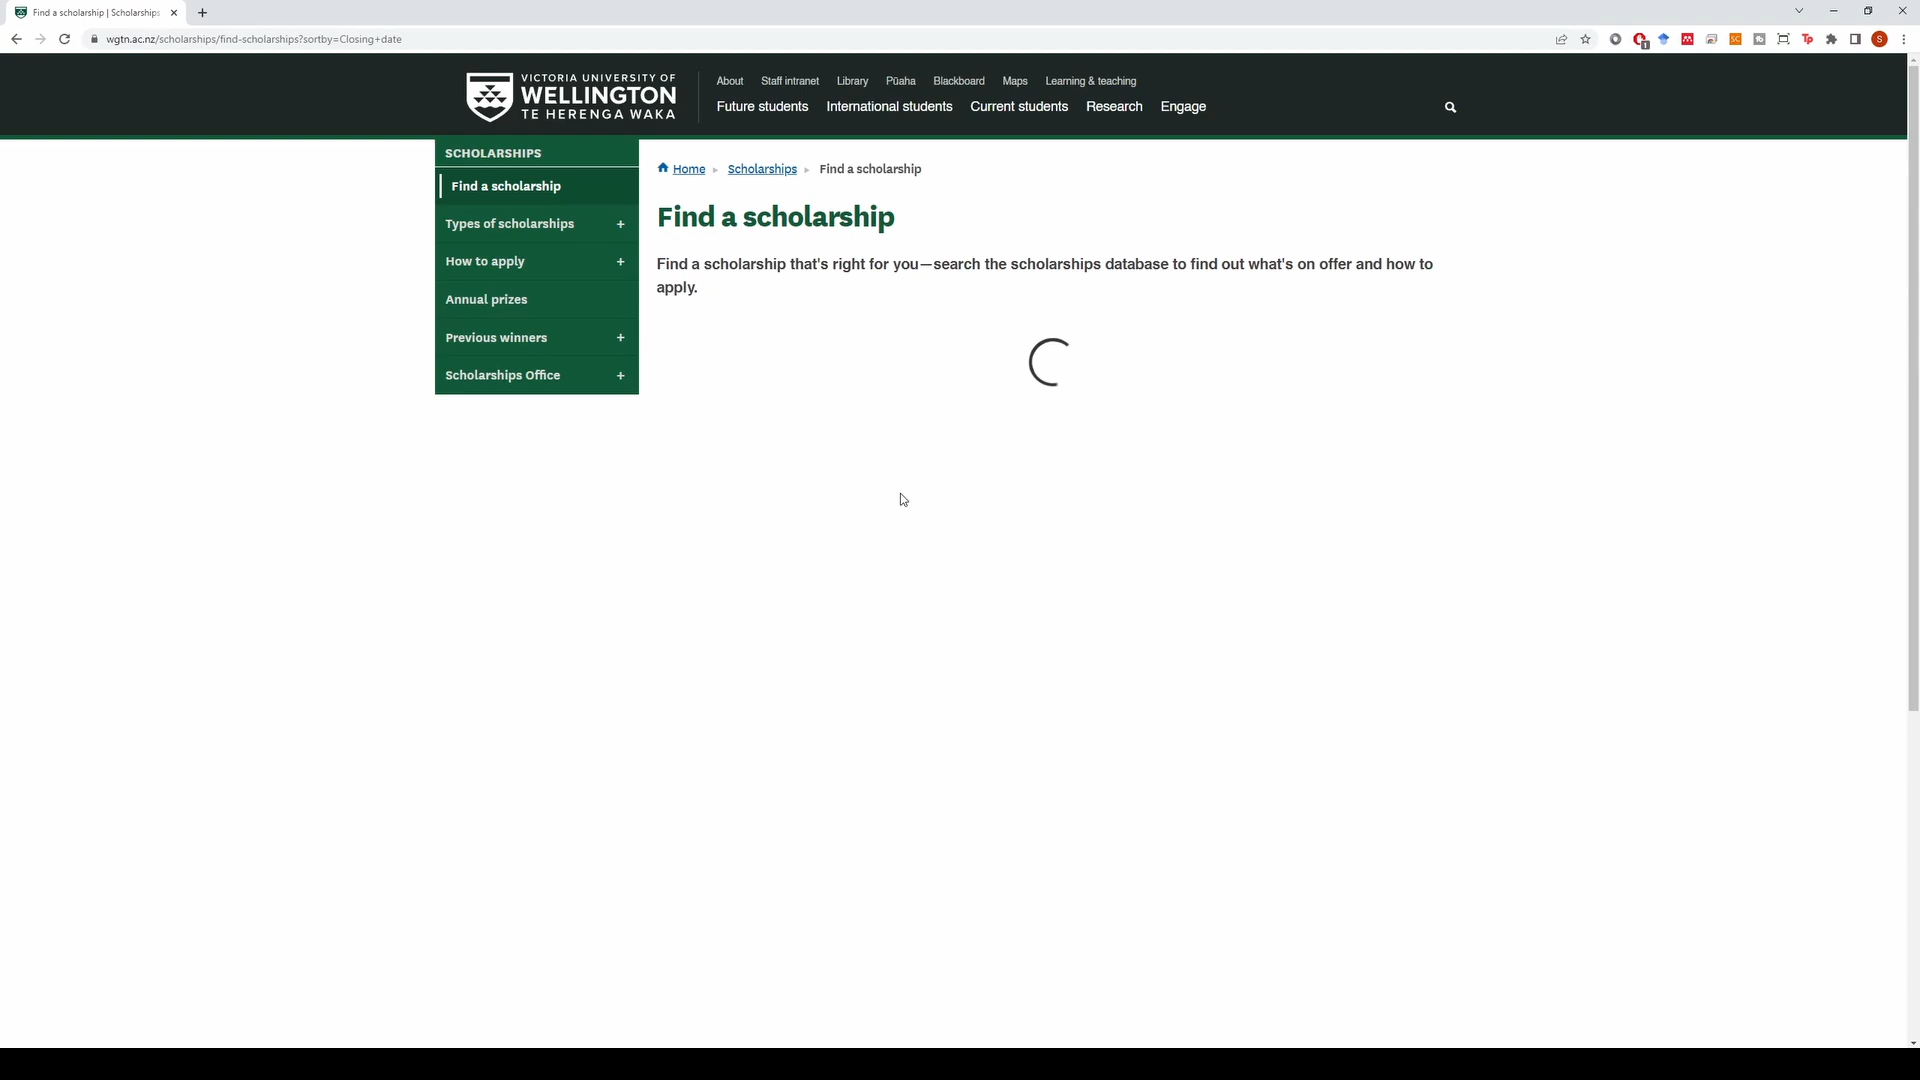 Find a scholarship | Scholarships
wgtn.ac.nz/scholarships/find-scholarships?sortby=Closing+date
1
SC
Tp
S
VICTORIA UNIVERSITY OF
WELLINGTON
TE HERENGA WAKA
About Staff intranet Library Pūaha Blackboard Maps Learning & teaching
Future students International students Current students Research Engage
SCHOLARSHIPS
Find a scholarship
Types of scholarships +
How to apply +
Annual prizes
Previous winners +
Scholarships Office +
Home Scholarships Find a scholarship
Find a scholarship
Find a scholarship that's right for you—search the scholarships database to find out what's on offer and how to
apply.